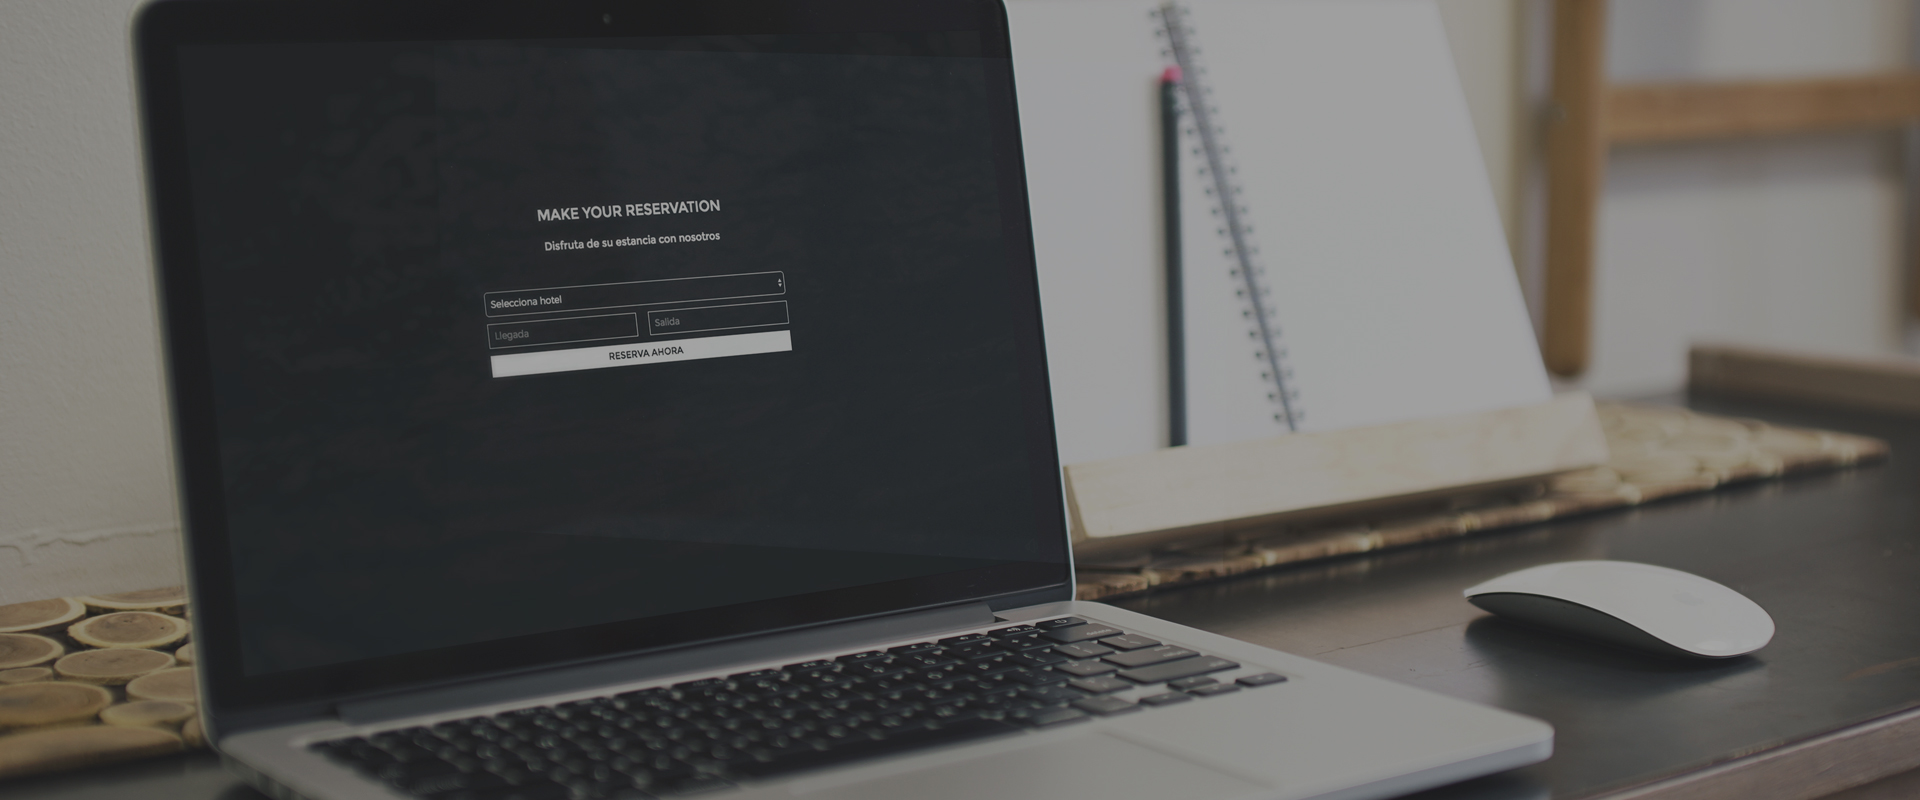 MAKE YOUR RESERVATION
Disfruta de su estancia con nosotros
Selecciona hotel
Llegada
Salida
RESERVA AHORA